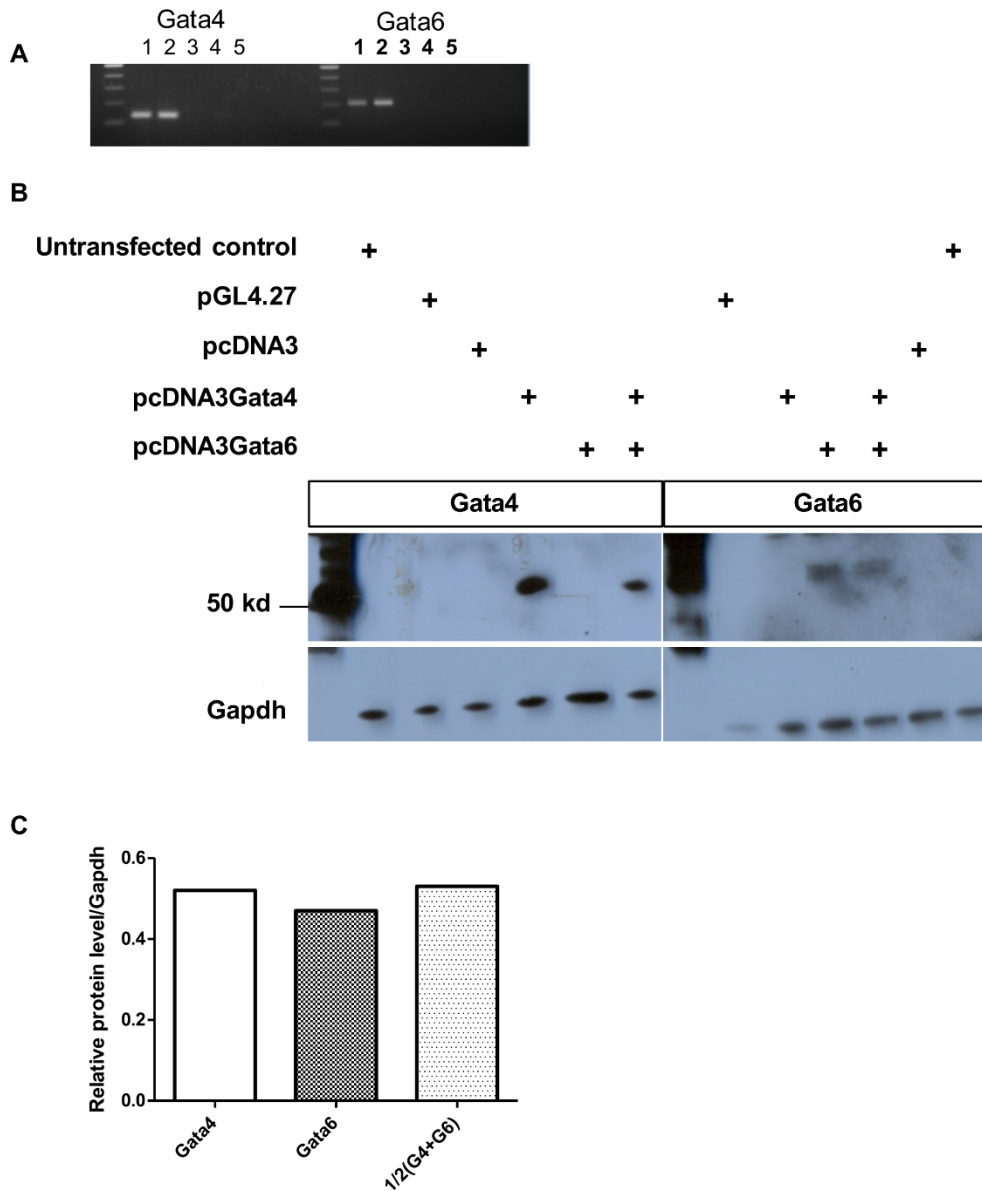 A
Gata4
1 2 3 4 5
Gata6
1 2 3 4 5
B
Untransfected control + +
pGL4.27 + +
pcDNA3 + +
pcDNA3Gata4 + + + +
pcDNA3Gata6 + + + +
Gata4 Gata6
50 kd
Gapdh
C
Relative protein level/Gapdh
0.6
0.4
0.2
0.0
Gata4
Gata6
1/2(G4+G6)